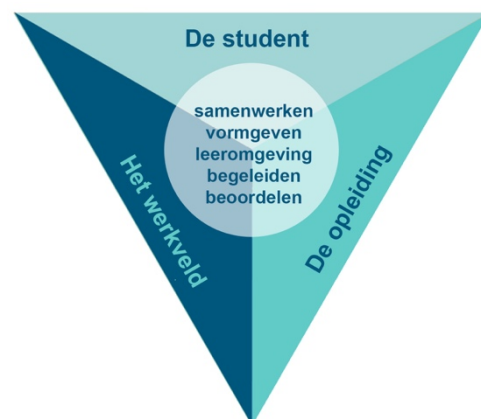 De student
samenwerken
vormgeven
leeromgeving
begeleiden
beoordelen
Het werkveld
De opleiding